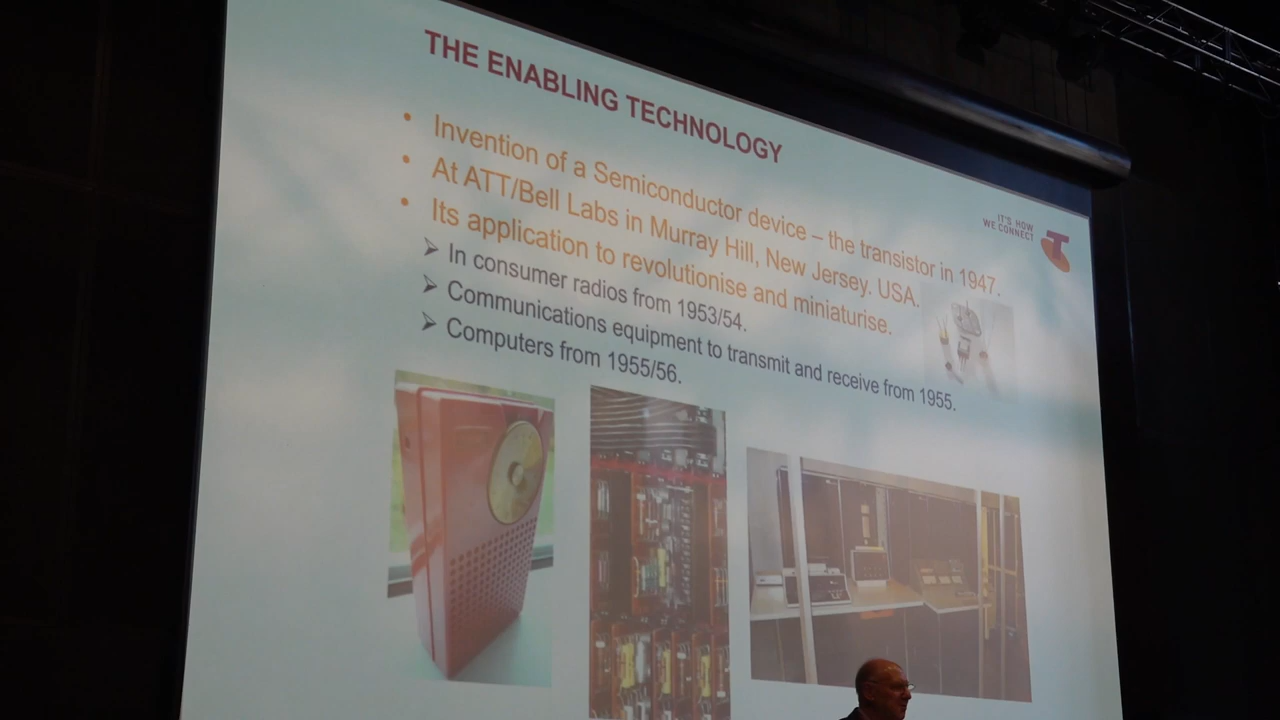 THE ENABLING TECHNOLOGY
• Invention of a Semiconductor device – the transistor in 1947.
• At ATT/Bell Labs in Murray Hill, New Jersey. USA.
• Its application to revolutionise and miniaturise.
➢ In consumer radios from 1953/54.
➢ Communications equipment to transmit and receive from 1955.
➢ Computers from 1955/56.
IT'S HOW
WE CONNECT
T